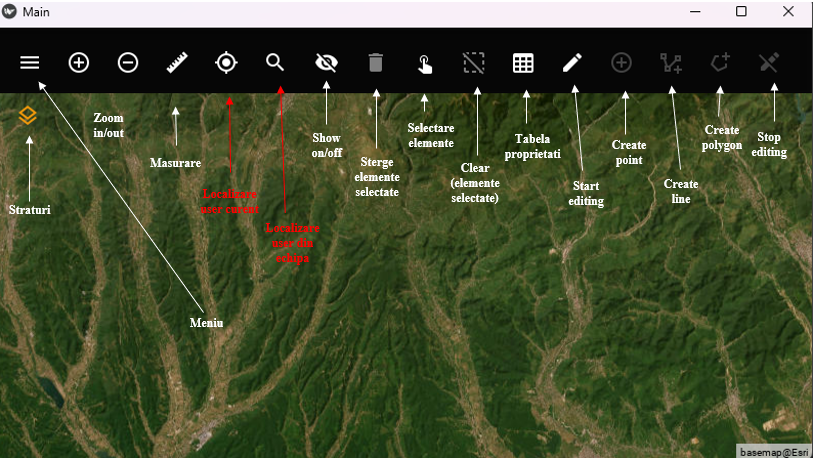 Main
Zoom
in/out
Masurare
Show
on/off
Sterge
elemente
selectate
Selectare
elemente
Clear
(elemente
selectate)
Tabela
proprietati
Start
editing
Create
point
Create
line
Create
polygon
Stop
editing
Straturi
Localizare
user curent
Localizare
user din
echipa
Meniu
basemap@Esri